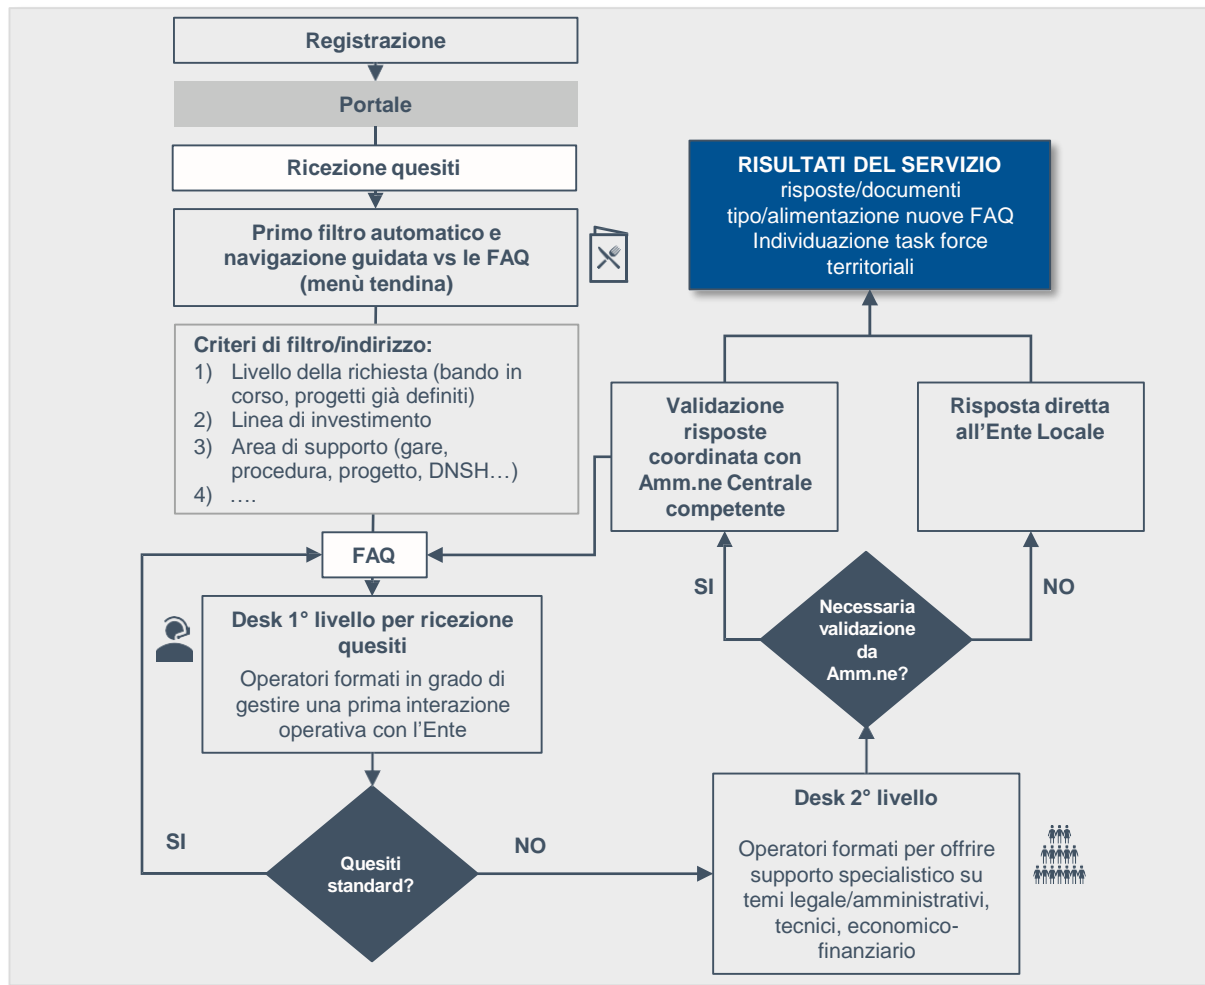 Registrazione
Portale
Ricezione quesiti
Primo filtro automatico e
navigazione guidata vs le FAQ
(menù tendina)
Criteri di filtro/indirizzo:
1) Livello della richiesta (bando in
corso, progetti già definiti)
2) Linea di investimento
3) Area di supporto (gare,
procedura, progetto, DNSH…)
4) ….
FAQ
Desk 1° livello per ricezione
quesiti
Operatori formati in grado di
gestire una prima interazione
operativa con l’Ente
SI
Quesiti
standard?
NO
Desk 2° livello
Operatori formati per offrire
supporto specialistico su
temi legale/amministrativi,
tecnici, economico-
finanziario
Necessaria
validazione
da
Amm.ne?
SI
NO
Validazione
risposte
coordinata con
Amm.ne Centrale
competente
Risposta diretta
all’Ente Locale
RISULTATI DEL SERVIZIO
risposte/documenti
tipo/alimentazione nuove FAQ
Individuazione task force
territoriali